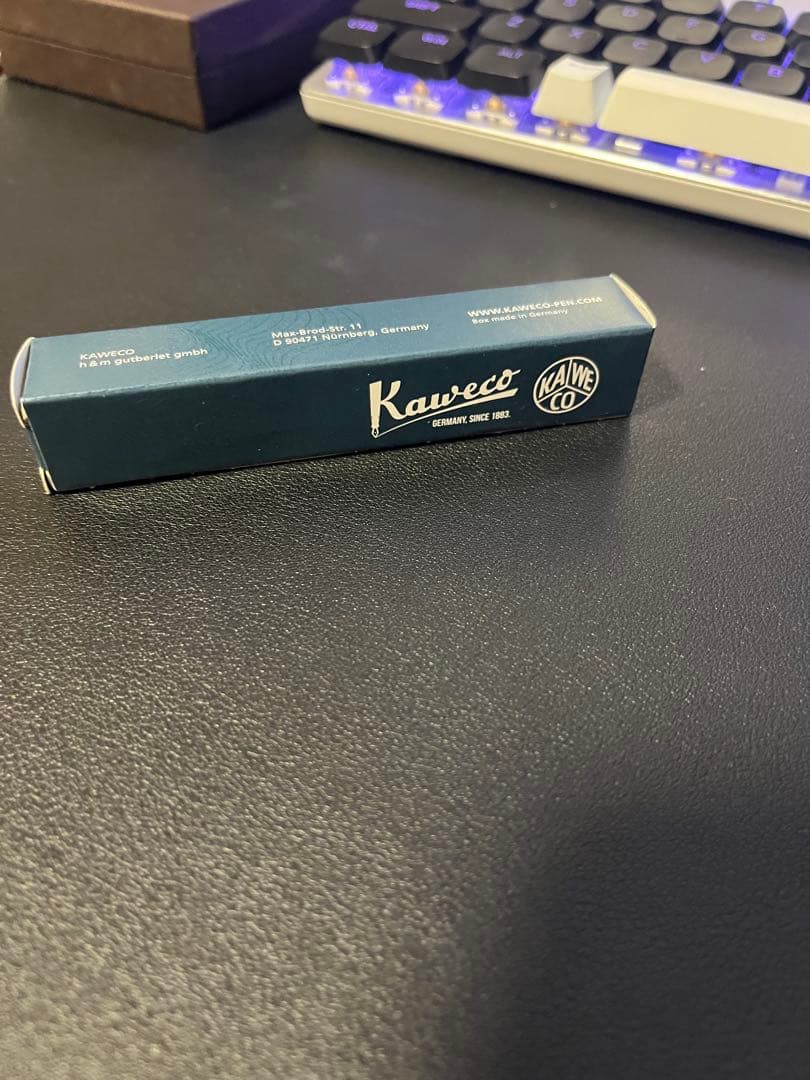 KAWECO
h & m gutberlet gmbh
Max-Brod-Str. 11
D 90471 Nürnberg, Germany
WWW.KAWECO-PEN.COM
Box made in Germany
Kaweco
GERMANY, SINCE 1883.
KA WE
CO
Z
X
C
V
B